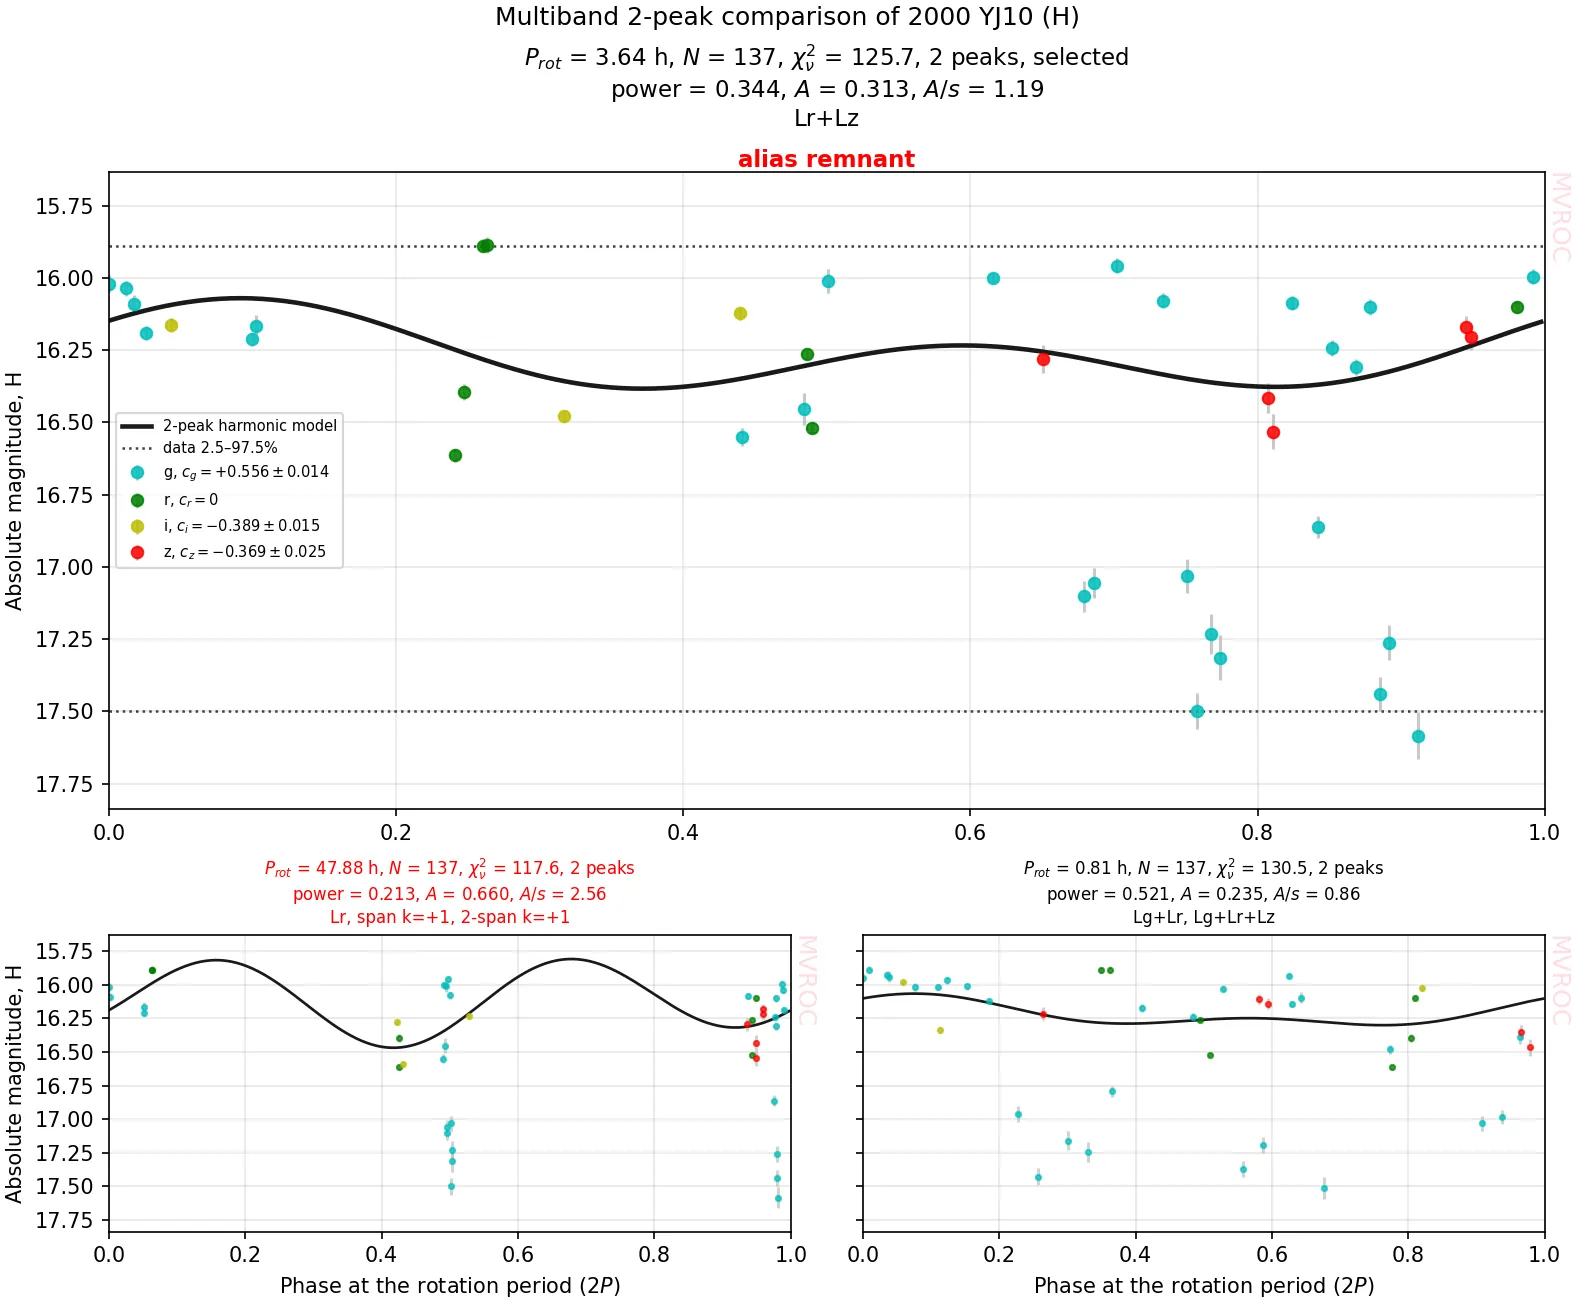 Multiband 2-peak comparison of 2000 YJ10 (H)
P_rot = 3.64 h, N = 137, χ²_ν = 125.7, 2 peaks, selected
power = 0.344, A = 0.313, A/s = 1.19
Lr+Lz
alias remnant
MVROC
Absolute magnitude, H
15.75
16.00
16.25
16.50
16.75
17.00
17.25
17.50
17.75
2-peak harmonic model
data 2.5–97.5%
g, c_g = +0.556 ± 0.014
r, c_r = 0
i, c_i = −0.389 ± 0.015
z, c_z = −0.369 ± 0.025
0.0 0.2 0.4 0.6 0.8 1.0
P_rot = 47.88 h, N = 137, χ²_ν = 117.6, 2 peaks
power = 0.213, A = 0.660, A/s = 2.56
Lr, span k=+1, 2-span k=+1
MVROC
Absolute magnitude, H
15.75
16.00
16.25
16.50
16.75
17.00
17.25
17.50
17.75
0.0 0.2 0.4 0.6 0.8 1.0
Phase at the rotation period (2P)
P_rot = 0.81 h, N = 137, χ²_ν = 130.5, 2 peaks
power = 0.521, A = 0.235, A/s = 0.86
Lg+Lr, Lg+Lr+Lz
MVROC
0.0 0.2 0.4 0.6 0.8 1.0
Phase at the rotation period (2P)